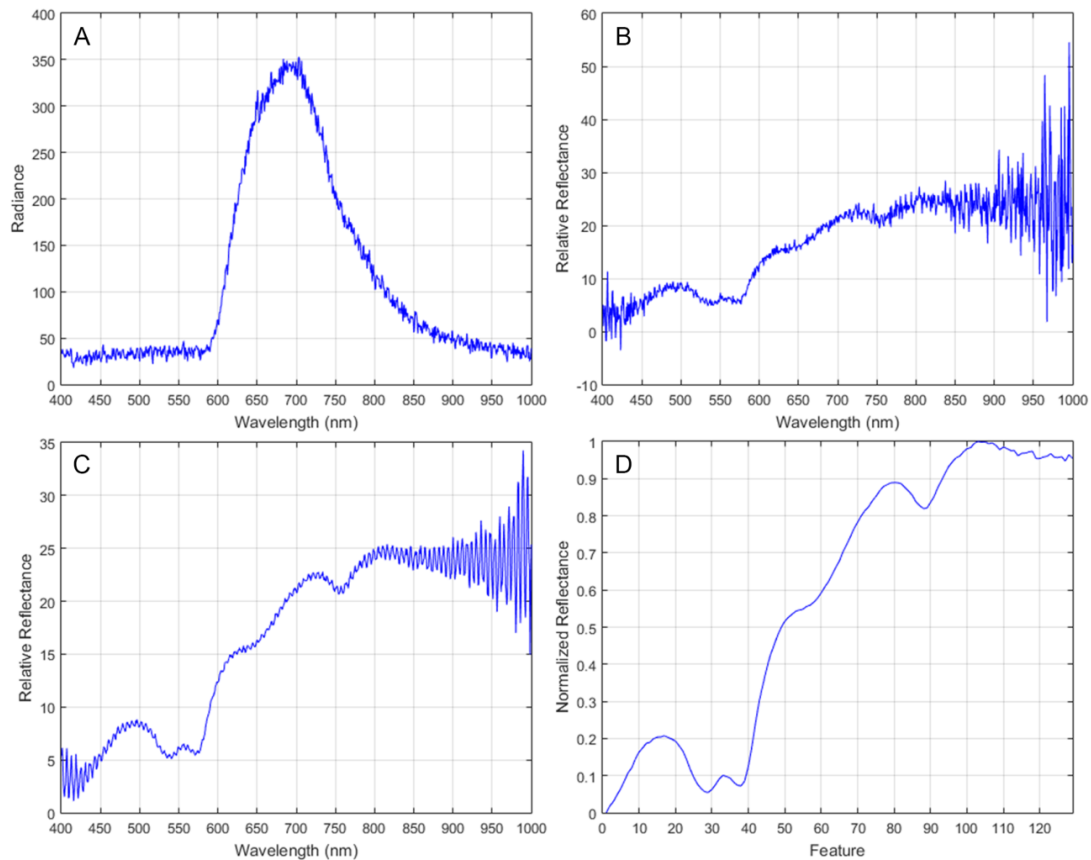 A
Radiance
400
350
300
250
200
150
100
50
0
400 450 500 550 600 650 700 750 800 850 900 950 1000
Wavelength (nm)
B
Relative Reflectance
60
50
40
30
20
10
0
-10
400 450 500 550 600 650 700 750 800 850 900 950 1000
Wavelength (nm)
C
Relative Reflectance
35
30
25
20
15
10
5
0
400 450 500 550 600 650 700 750 800 850 900 950 1000
Wavelength (nm)
D
Normalized Reflectance
1
0.9
0.8
0.7
0.6
0.5
0.4
0.3
0.2
0.1
0
0 10 20 30 40 50 60 70 80 90 100 110 120
Feature